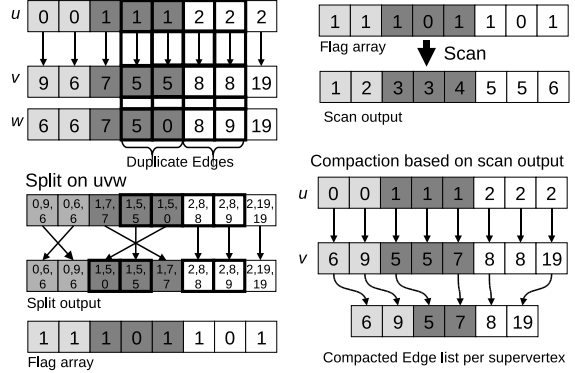 u 0 0 1 1 1 2 2 2
v 9 6 7 5 5 8 8 19
w 6 6 7 5 0 8 9 19
Duplicate Edges
Split on uvw
0,9,6 0,6,6 1,7,7 1,5,5 1,5,0 2,8,8 2,8,9 2,19,19
0,6,6 0,9,6 1,5,0 1,5,5 1,7,7 2,8,8 2,8,9 2,19,19
Split output
1 1 1 0 1 1 0 1
Flag array
1 1 1 0 1 1 0 1
Flag array
Scan
1 2 3 3 4 5 5 6
Scan output
Compaction based on scan output
u 0 0 1 1 1 2 2 2
v 6 9 5 5 7 8 8 19
6 9 5 7 8 19
Compacted Edge list per supervertex